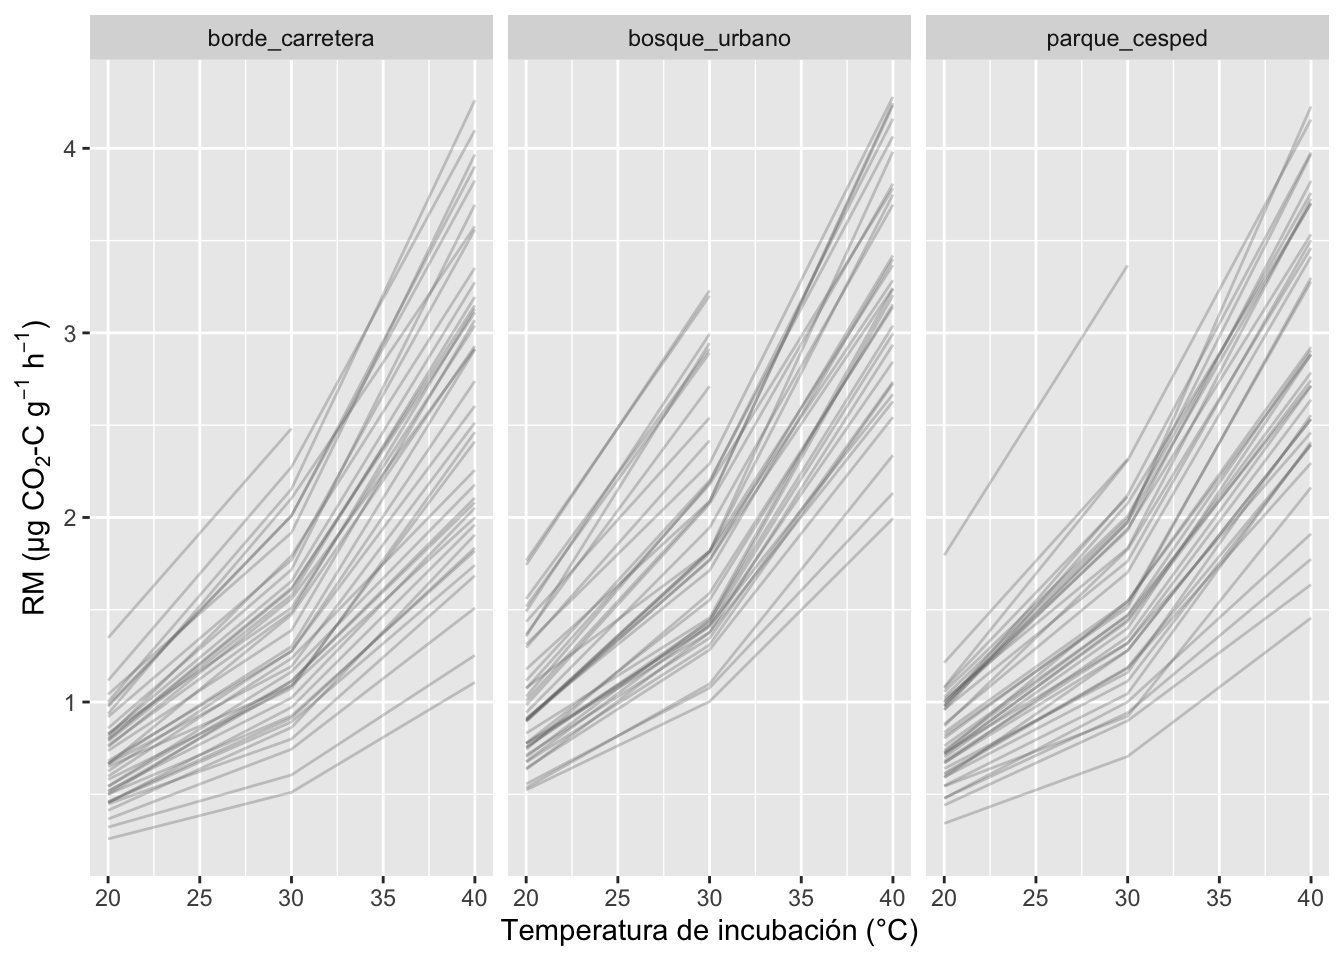 borde_carretera bosque_urbano parque_cesped
RM (µg CO₂-C g⁻¹ h⁻¹)
4
3
2
1
20 25 30 35 40 20 25 30 35 40 20 25 30 35 40
Temperatura de incubación (°C)